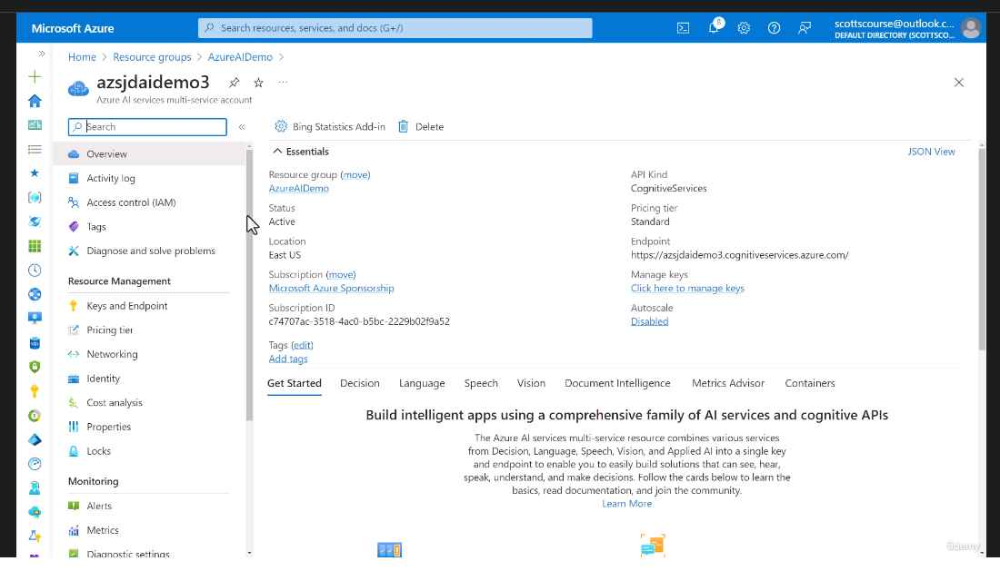 Microsoft Azure
Search resources, services, and docs (G+/)
8
scottscourse@outlook.c...
DEFAULT DIRECTORY (SCOTTSCO...
Home > Resource groups > AzureAIDemo >
azsjdaidemo3
Azure AI services multi-service account
Search
Bing Statistics Add-in
Delete
Overview
Activity log
Access control (IAM)
Tags
Diagnose and solve problems
Resource Management
Keys and Endpoint
Pricing tier
Networking
Identity
Cost analysis
Properties
Locks
Monitoring
Alerts
Metrics
Diagnostic settings
Essentials
JSON View
Resource group (move)
AzureAIDemo
Status
Active
Location
East US
Subscription (move)
Microsoft Azure Sponsorship
Subscription ID
c74707ac-3518-4ac0-b5bc-2229b02f9a52
Tags (edit)
Add tags
API Kind
CognitiveServices
Pricing tier
Standard
Endpoint
https://azsjdaidemo3.cognitiveservices.azure.com/
Manage keys
Click here to manage keys
Autoscale
Disabled
Get Started Decision Language Speech Vision Document Intelligence Metrics Advisor Containers
Build intelligent apps using a comprehensive family of AI services and cognitive APIs
The Azure AI services multi-service resource combines various services
from Decision, Language, Speech, Vision, and Applied AI into a single key
and endpoint to enable you to easily build solutions that can see, hear,
speak, understand, and make decisions. Follow the cards below to learn the
basics, read documentation, and join the community.
Learn More
Udemy